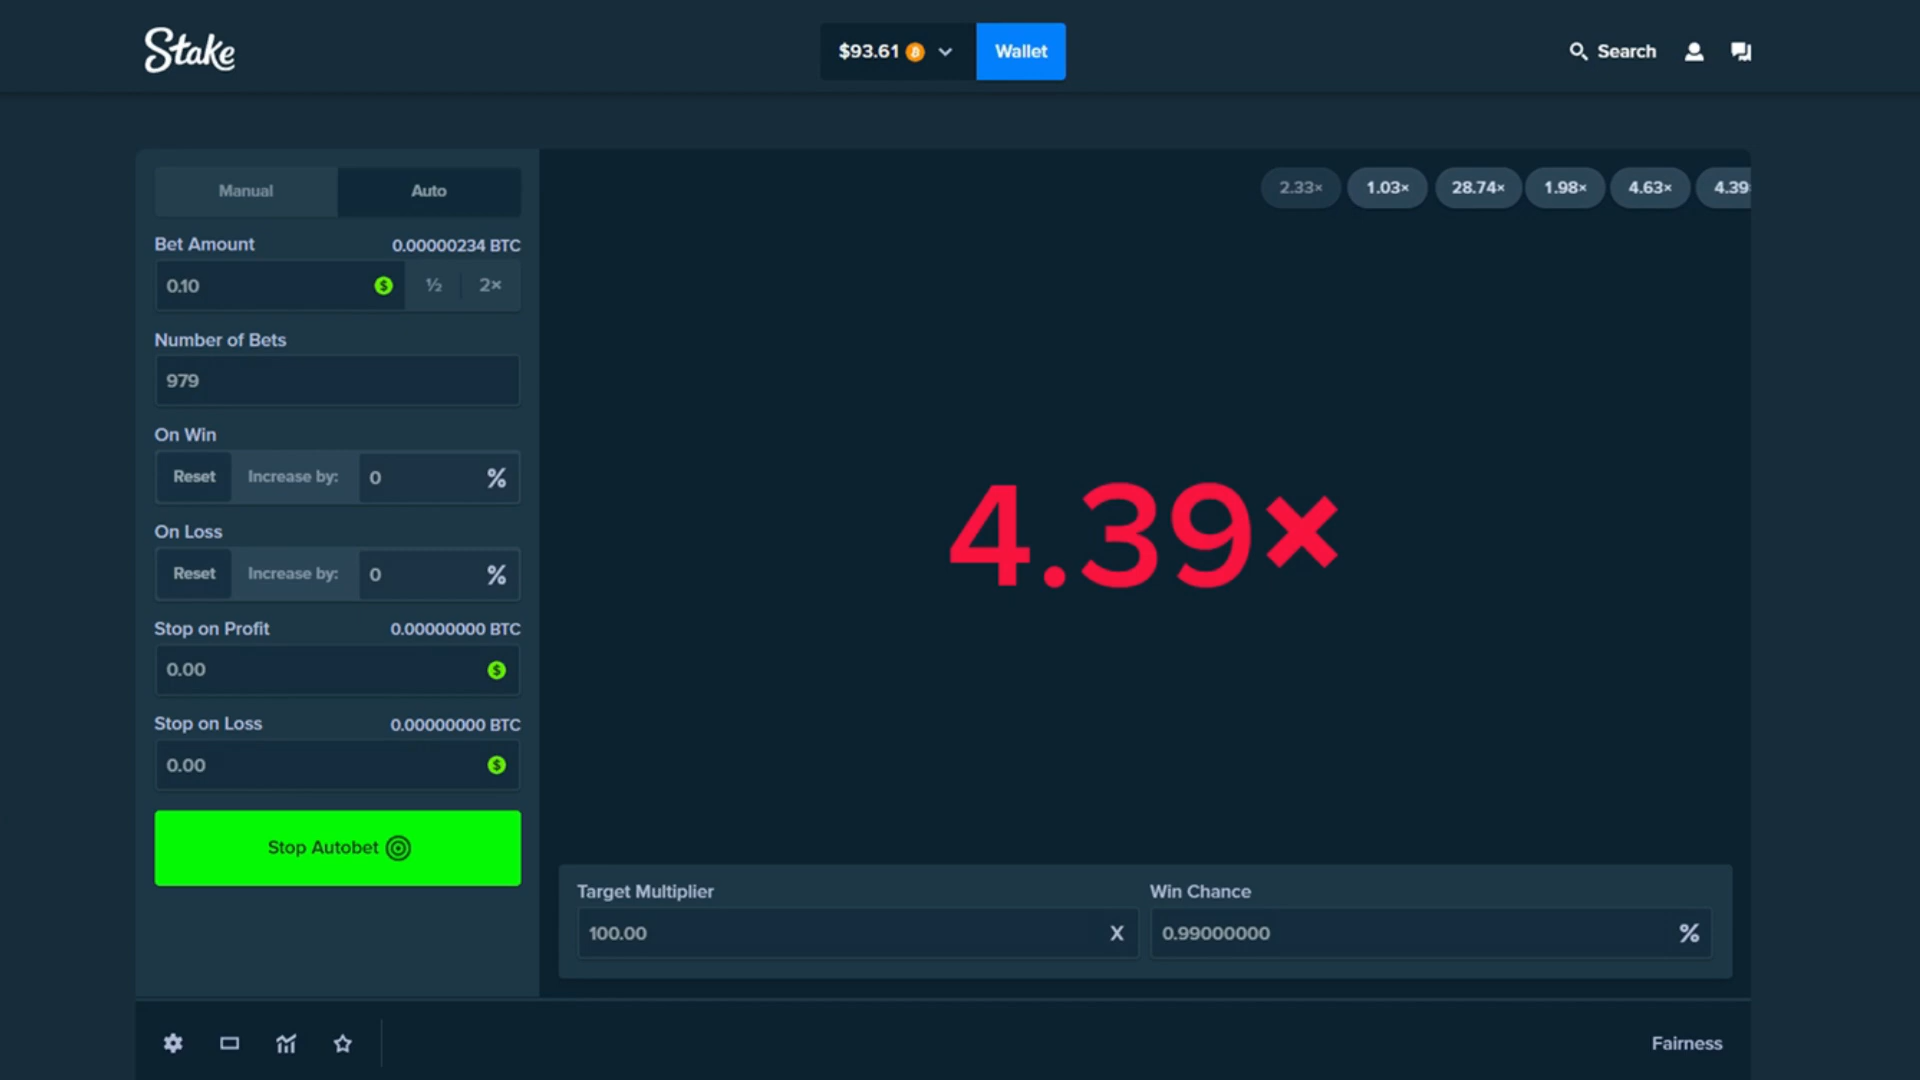 Stake
$93.61
Wallet
Search
Manual
Auto
2.33×
1.03×
28.74×
1.98×
4.63×
4.39
Bet Amount
0.00000234 BTC
0.10
½
2×
Number of Bets
979
On Win
Reset
Increase by:
0
%
4.39×
On Loss
Reset
Increase by:
0
%
Stop on Profit
0.00000000 BTC
0.00
Stop on Loss
0.00000000 BTC
0.00
Stop Autobet
Target Multiplier
100.00
X
Win Chance
0.99000000
%
Fairness